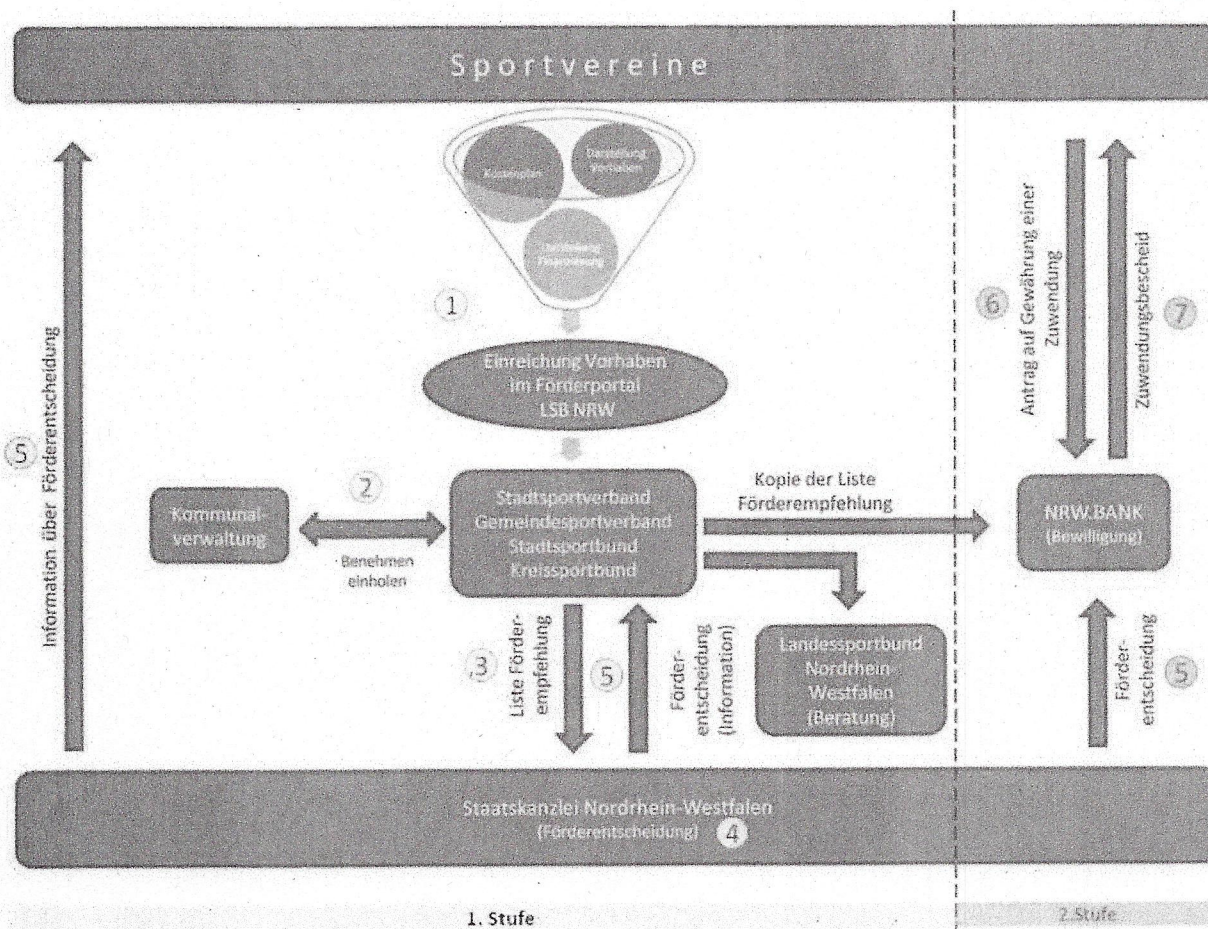 Sportvereine
Kostenplan
Darstellung
Vorhaben
Finanzierung
1
Einreichung Vorhaben
im Förderportal
LSB NRW
5
Information über Förderentscheidung
Kommunal-
verwaltung
2
Benehmen
einholen
Stadtsportverband
Gemeindesportverband
Stadtsportbund
Kreissportbund
Kopie der Liste
Förderempfehlung
Landessportbund
Nordrhein-
Westfalen
(Beratung)
3
Liste Förder-
empfehlung
5
Förder-
entscheidung
(Information)
6
Antrag auf Gewährung einer
Zuwendung
Zuwendungsbescheid
7
NRW.BANK
(Bewilligung)
Förder-
entscheidung
5
Staatskanzlei Nordrhein-Westfalen
(Förderentscheidung) 4
1. Stufe
2.Stufe